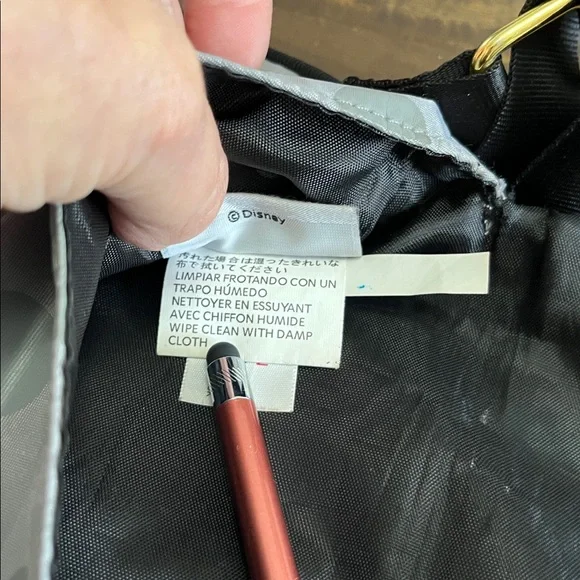 ©Disney
汚れた場合は湿ったきれいな
布で拭いてください
LIMPIAR FROTANDO CON UN
TRAPO HÚMEDO
NETTOYER EN ESSUYANT
AVEC CHIFFON HUMIDE
WIPE CLEAN WITH DAMP
CLOTH